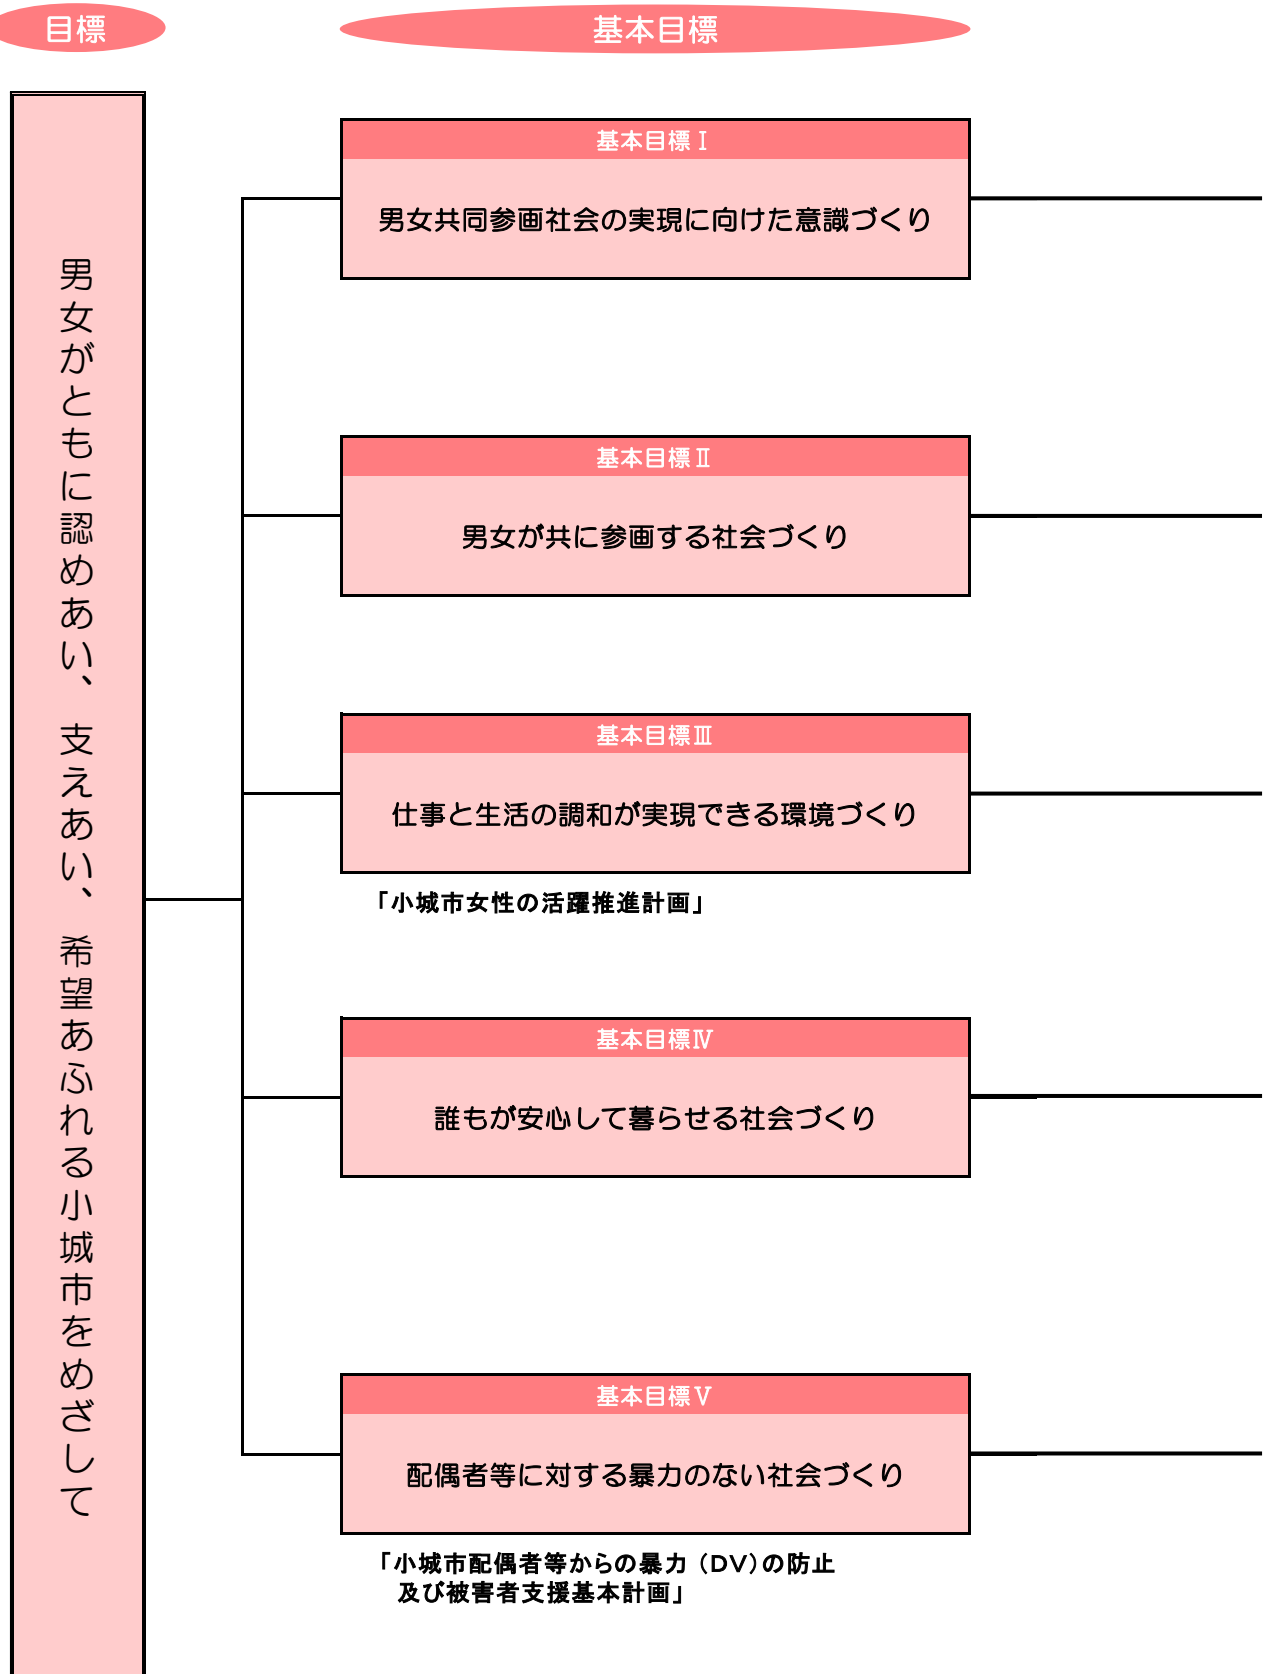 目標
基本目標
男女がともに認めあい、支えあい、希望あふれる小城市をめざして
基本目標Ⅰ
男女共同参画社会の実現に向けた意識づくり
基本目標Ⅱ
男女が共に参画する社会づくり
基本目標Ⅲ
仕事と生活の調和が実現できる環境づくり
「小城市女性の活躍推進計画」
基本目標Ⅳ
誰もが安心して暮らせる社会づくり
基本目標Ⅴ
配偶者等に対する暴力のない社会づくり
「小城市配偶者等からの暴力（DV）の防止
及び被害者支援基本計画」